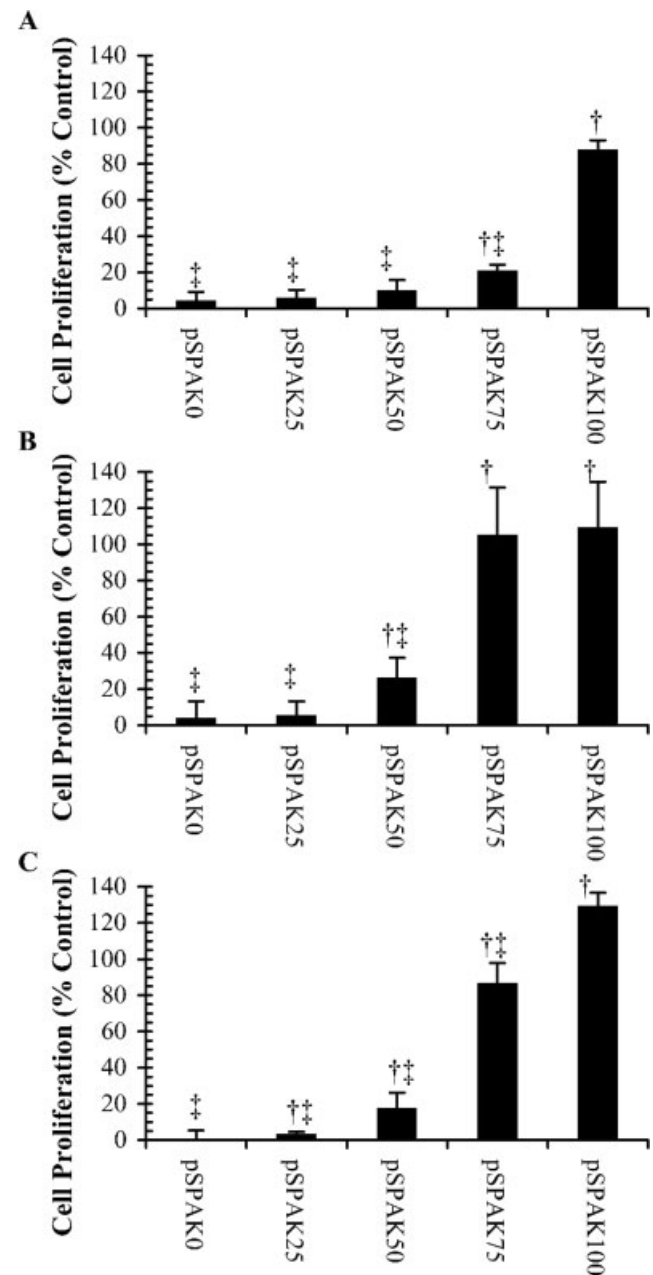 A
Cell Proliferation (% Control)
140
120
100
80
60
40
20
0
‡
‡
‡
†‡
†
pSPAK0
pSPAK25
pSPAK50
pSPAK75
pSPAK100
B
Cell Proliferation (% Control)
140
120
100
80
60
40
20
0
‡
‡
†‡
†
†
pSPAK0
pSPAK25
pSPAK50
pSPAK75
pSPAK100
C
Cell Proliferation (% Control)
140
120
100
80
60
40
20
0
‡
†‡
†‡
†‡
†
pSPAK0
pSPAK25
pSPAK50
pSPAK75
pSPAK100